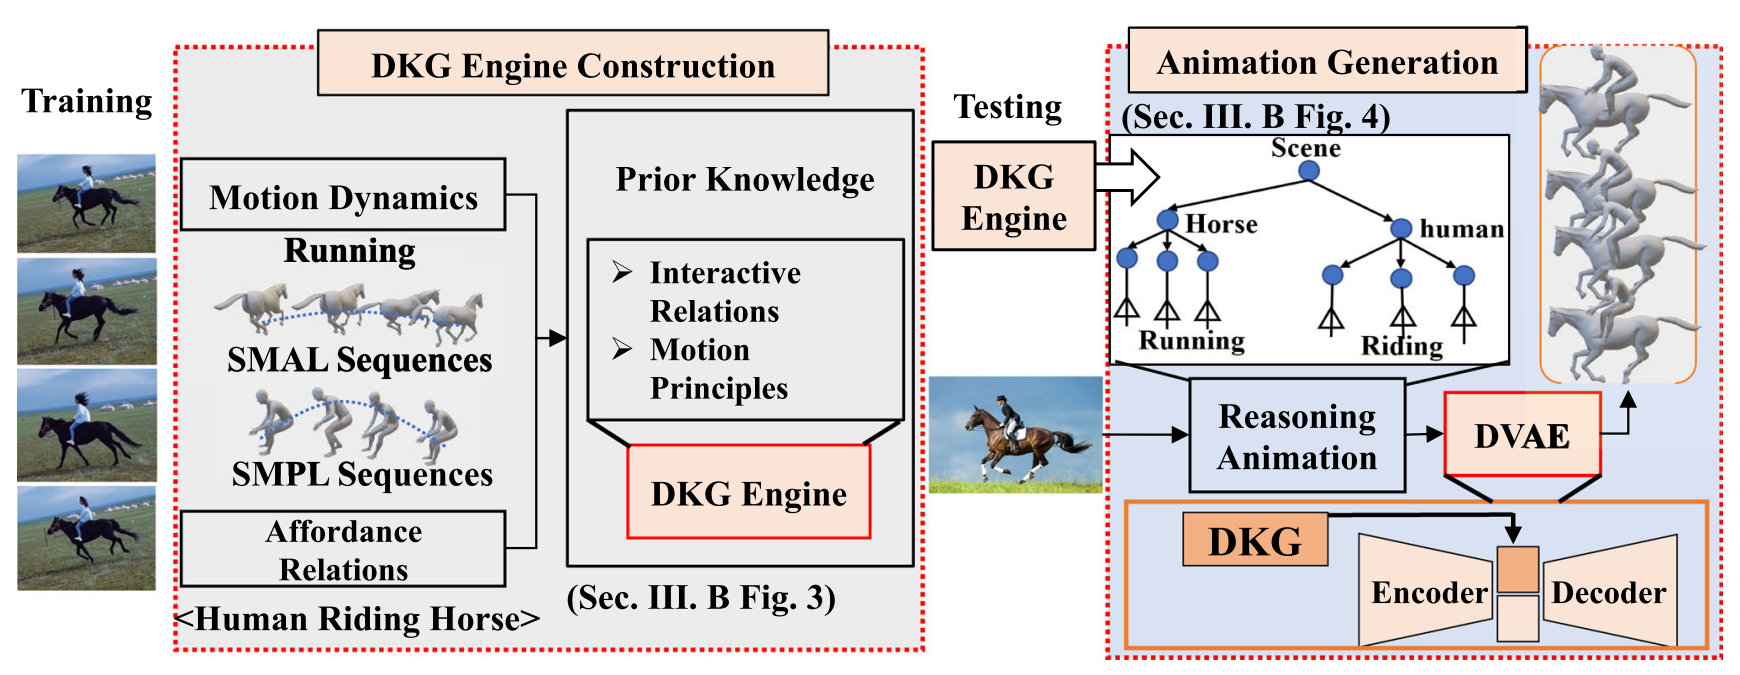 Training
DKG Engine Construction
Motion Dynamics
Running
SMAL Sequences
SMPL Sequences
Affordance
Relations
<Human Riding Horse>
Prior Knowledge
➢ Interactive
Relations
➢ Motion
Principles
DKG Engine
(Sec. III. B Fig. 3)
Testing
DKG
Engine
Animation Generation
(Sec. III. B Fig. 4)
Scene
Horse
human
Running
Riding
Reasoning
Animation
DVAE
DKG
Encoder
Decoder